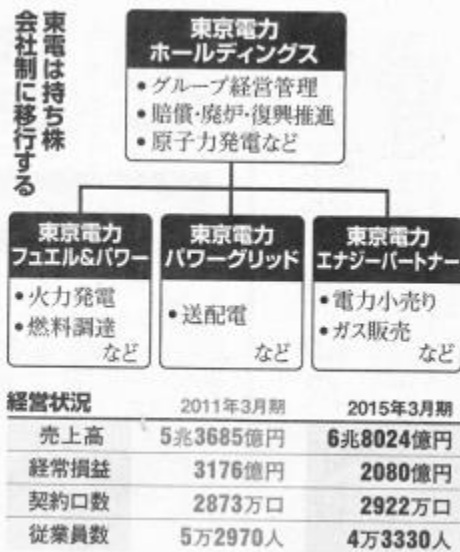 東電は持ち株
会社制に移行する
東京電力
ホールディングス
•グループ経営管理
•賠償・廃炉・復興推進
•原子力発電など
東京電力
フュエル&パワー
•火力発電
•燃料調達
など
東京電力
パワーグリッド
•送配電
など
東京電力
エナジーパートナー
•電力小売り
•ガス販売
など
経営状況 2011年3月期 2015年3月期
売上高 5兆3685億円 6兆8024億円
経常損益 3176億円 2080億円
契約口数 2873万口 2922万口
従業員数 5万2970人 4万3330人